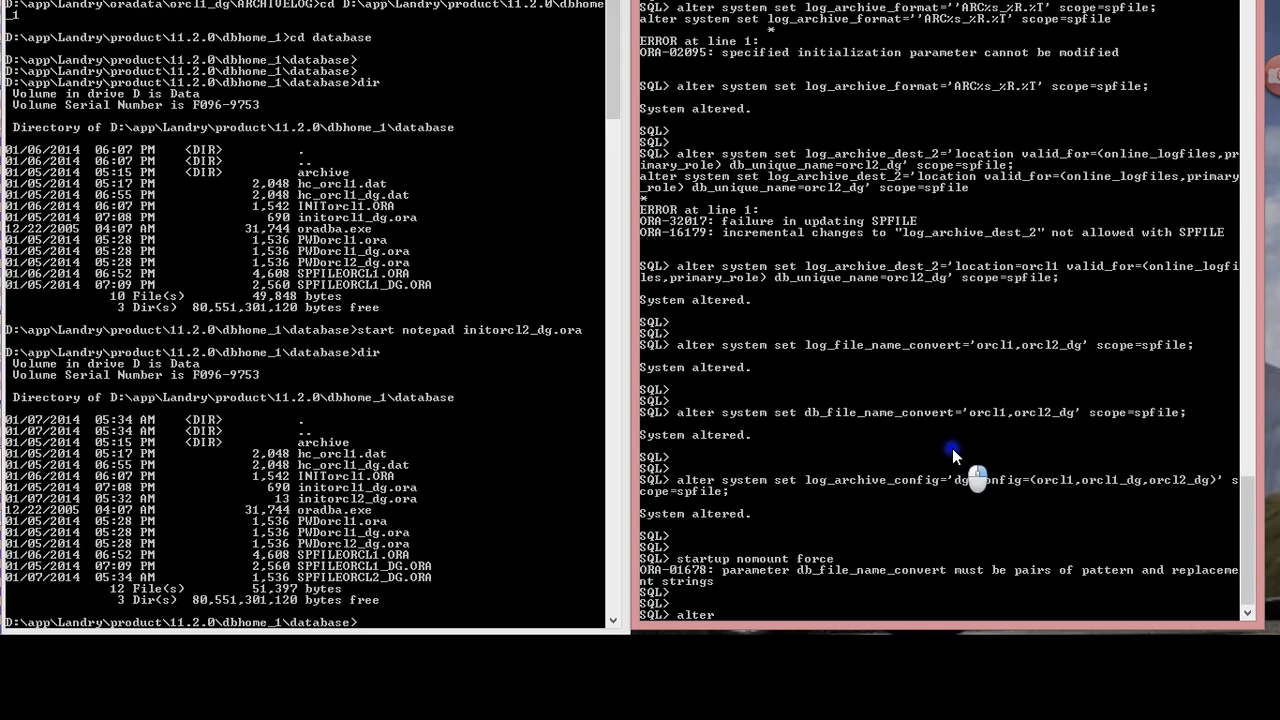 D:\app\Landry\oradata\orcl1_dg\ARCHIVELOG>cd D:\app\Landry\product\11.2.0\dbhome
_1
D:\app\Landry\product\11.2.0\dbhome_1>cd database
D:\app\Landry\product\11.2.0\dbhome_1\database>
D:\app\Landry\product\11.2.0\dbhome_1\database>
D:\app\Landry\product\11.2.0\dbhome_1\database>dir
Volume in drive D is Data
Volume Serial Number is F096-9753
Directory of D:\app\Landry\product\11.2.0\dbhome_1\database
01/06/2014 06:07 PM <DIR> .
01/06/2014 06:07 PM <DIR> ..
01/05/2014 05:15 PM <DIR> archive
01/05/2014 05:17 PM 2,048 hc_orcl1.dat
01/05/2014 06:55 PM 2,048 hc_orcl1_dg.dat
01/06/2014 06:07 PM 1,542 INITorcl1.ORA
01/05/2014 07:08 PM 690 initorcl1_dg.ora
12/22/2005 04:07 AM 31,744 oradba.exe
01/05/2014 05:28 PM 1,536 PWDorcl1.ora
01/05/2014 05:28 PM 1,536 PWDorcl1_dg.ora
01/05/2014 05:28 PM 1,536 PWDorcl2_dg.ora
01/06/2014 06:52 PM 4,608 SPFILEORCL1.ORA
01/05/2014 07:09 PM 2,560 SPFILEORCL1_DG.ORA
10 File(s) 49,848 bytes
3 Dir(s) 80,551,301,120 bytes free
D:\app\Landry\product\11.2.0\dbhome_1\database>start notepad initorcl2_dg.ora
D:\app\Landry\product\11.2.0\dbhome_1\database>dir
Volume in drive D is Data
Volume Serial Number is F096-9753
Directory of D:\app\Landry\product\11.2.0\dbhome_1\database
01/07/2014 05:34 AM <DIR> .
01/07/2014 05:34 AM <DIR> ..
01/05/2014 05:15 PM <DIR> archive
01/05/2014 05:17 PM 2,048 hc_orcl1.dat
01/05/2014 06:55 PM 2,048 hc_orcl1_dg.dat
01/06/2014 06:07 PM 1,542 INITorcl1.ORA
01/05/2014 07:08 PM 690 initorcl1_dg.ora
01/07/2014 05:32 AM 13 initorcl2_dg.ora
12/22/2005 04:07 AM 31,744 oradba.exe
01/05/2014 05:28 PM 1,536 PWDorcl1.ora
01/05/2014 05:28 PM 1,536 PWDorcl1_dg.ora
01/05/2014 05:28 PM 1,536 PWDorcl2_dg.ora
01/06/2014 06:52 PM 4,608 SPFILEORCL1.ORA
01/05/2014 07:09 PM 2,560 SPFILEORCL1_DG.ORA
01/07/2014 05:34 AM 1,536 SPFILEORCL2_DG.ORA
12 File(s) 51,397 bytes
3 Dir(s) 80,551,301,120 bytes free
D:\app\Landry\product\11.2.0\dbhome_1\database>
SQL> alter system set log_archive_format=''ARC%s_%R.%T' scope=spfile;
alter system set log_archive_format=''ARC%s_%R.%T' scope=spfile
*
ERROR at line 1:
ORA-02095: specified initialization parameter cannot be modified
SQL> alter system set log_archive_format='ARC%s_%R.%T' scope=spfile;
System altered.
SQL>
SQL>
SQL> alter system set log_archive_dest_2='location valid_for=(online_logfiles,pr
imary_role) db_unique_name=orcl2_dg' scope=spfile;
alter system set log_archive_dest_2='location valid_for=(online_logfiles,primary
_role) db_unique_name=orcl2_dg' scope=spfile
*
ERROR at line 1:
ORA-32017: failure in updating SPFILE
ORA-16179: incremental changes to "log_archive_dest_2" not allowed with SPFILE
SQL> alter system set log_archive_dest_2='location=orcl1 valid_for=(online_logfi
les,primary_role) db_unique_name=orcl2_dg' scope=spfile;
System altered.
SQL>
SQL>
SQL> alter system set log_file_name_convert='orcl1,orcl2_dg' scope=spfile;
System altered.
SQL>
SQL>
SQL> alter system set db_file_name_convert='orcl1,orcl2_dg' scope=spfile;
System altered.
SQL>
SQL>
SQL> alter system set log_archive_config='dg onfig=(orcl1,orcl1_dg,orcl2_dg)' s
cope=spfile;
System altered.
SQL>
SQL>
SQL> startup nomount force
ORA-01678: parameter db_file_name_convert must be pairs of pattern and replaceme
nt strings
SQL>
SQL>
SQL> alter